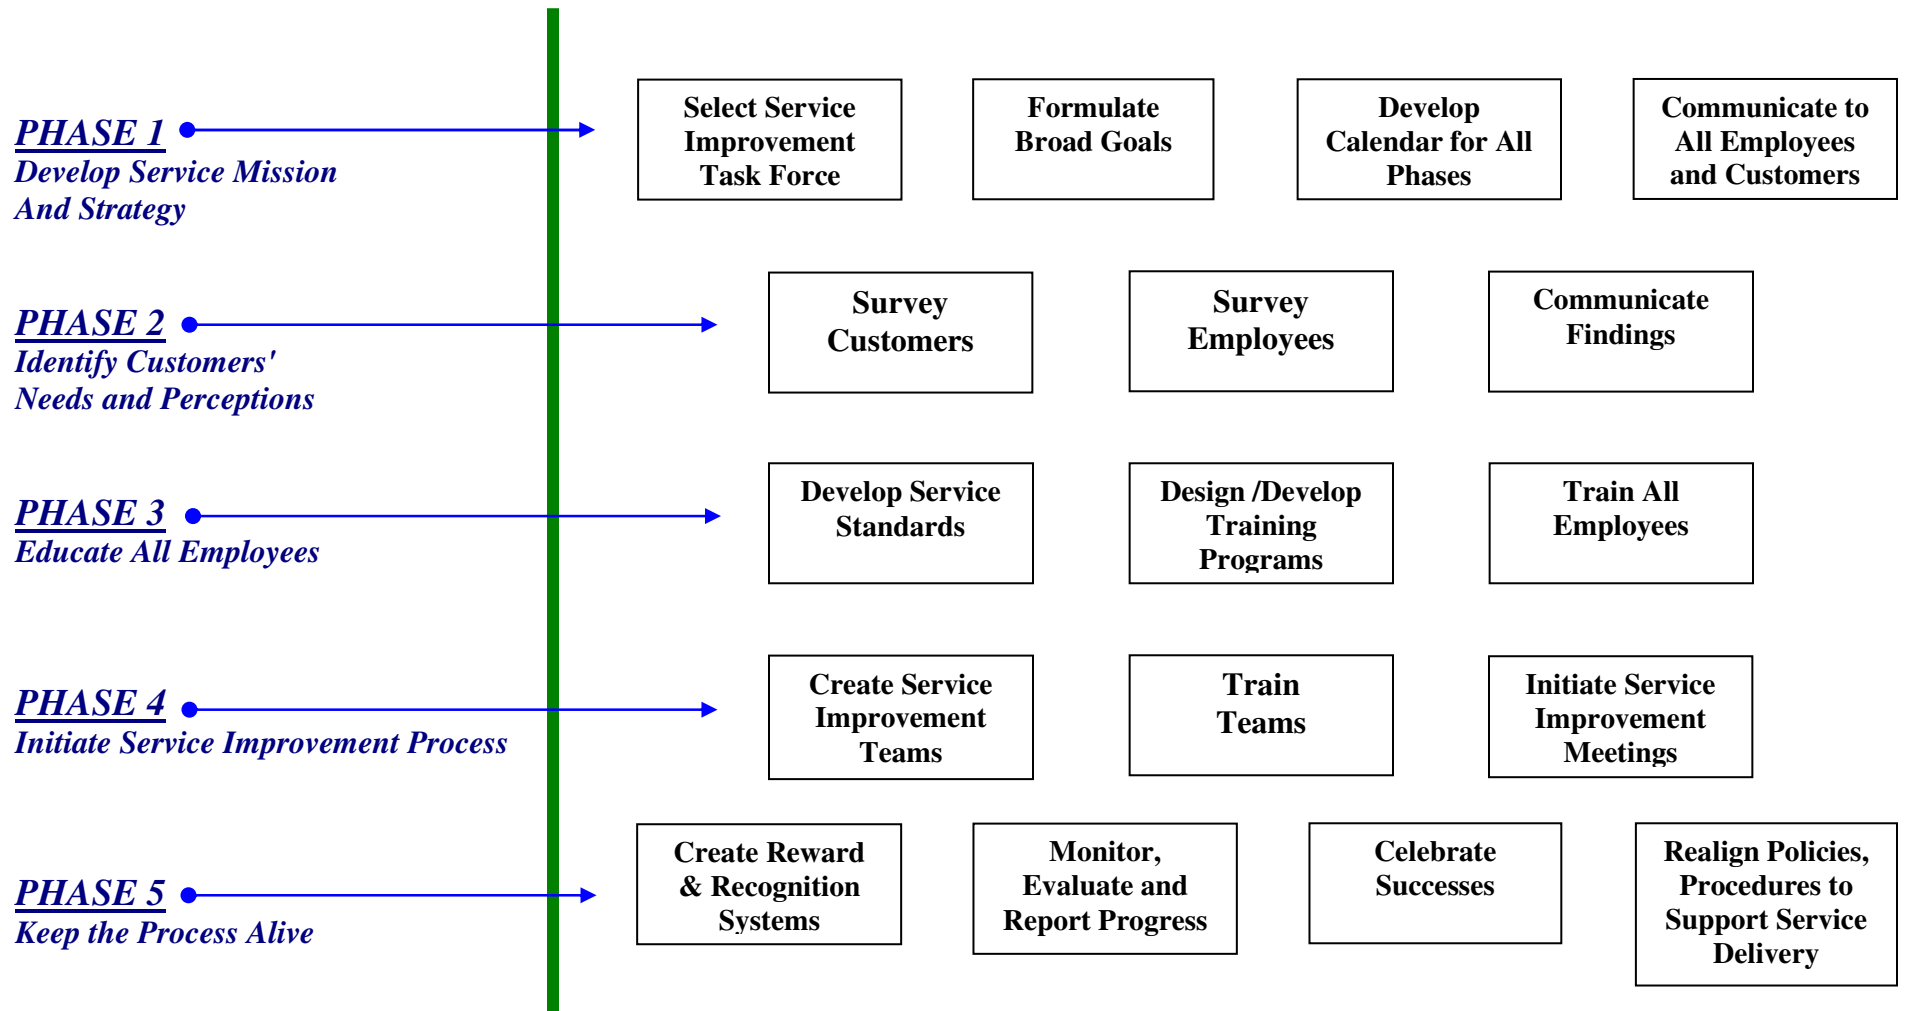 PHASE 1
Develop Service Mission
And Strategy
Select Service
Improvement
Task Force
Formulate
Broad Goals
Develop
Calendar for All
Phases
Communicate to
All Employees
and Customers
PHASE 2
Identify Customers'
Needs and Perceptions
Survey
Customers
Survey
Employees
Communicate
Findings
PHASE 3
Educate All Employees
Develop Service
Standards
Design /Develop
Training
Programs
Train All
Employees
PHASE 4
Initiate Service Improvement Process
Create Service
Improvement
Teams
Train
Teams
Initiate Service
Improvement
Meetings
PHASE 5
Keep the Process Alive
Create Reward
& Recognition
Systems
Monitor,
Evaluate and
Report Progress
Celebrate
Successes
Realign Policies,
Procedures to
Support Service
Delivery